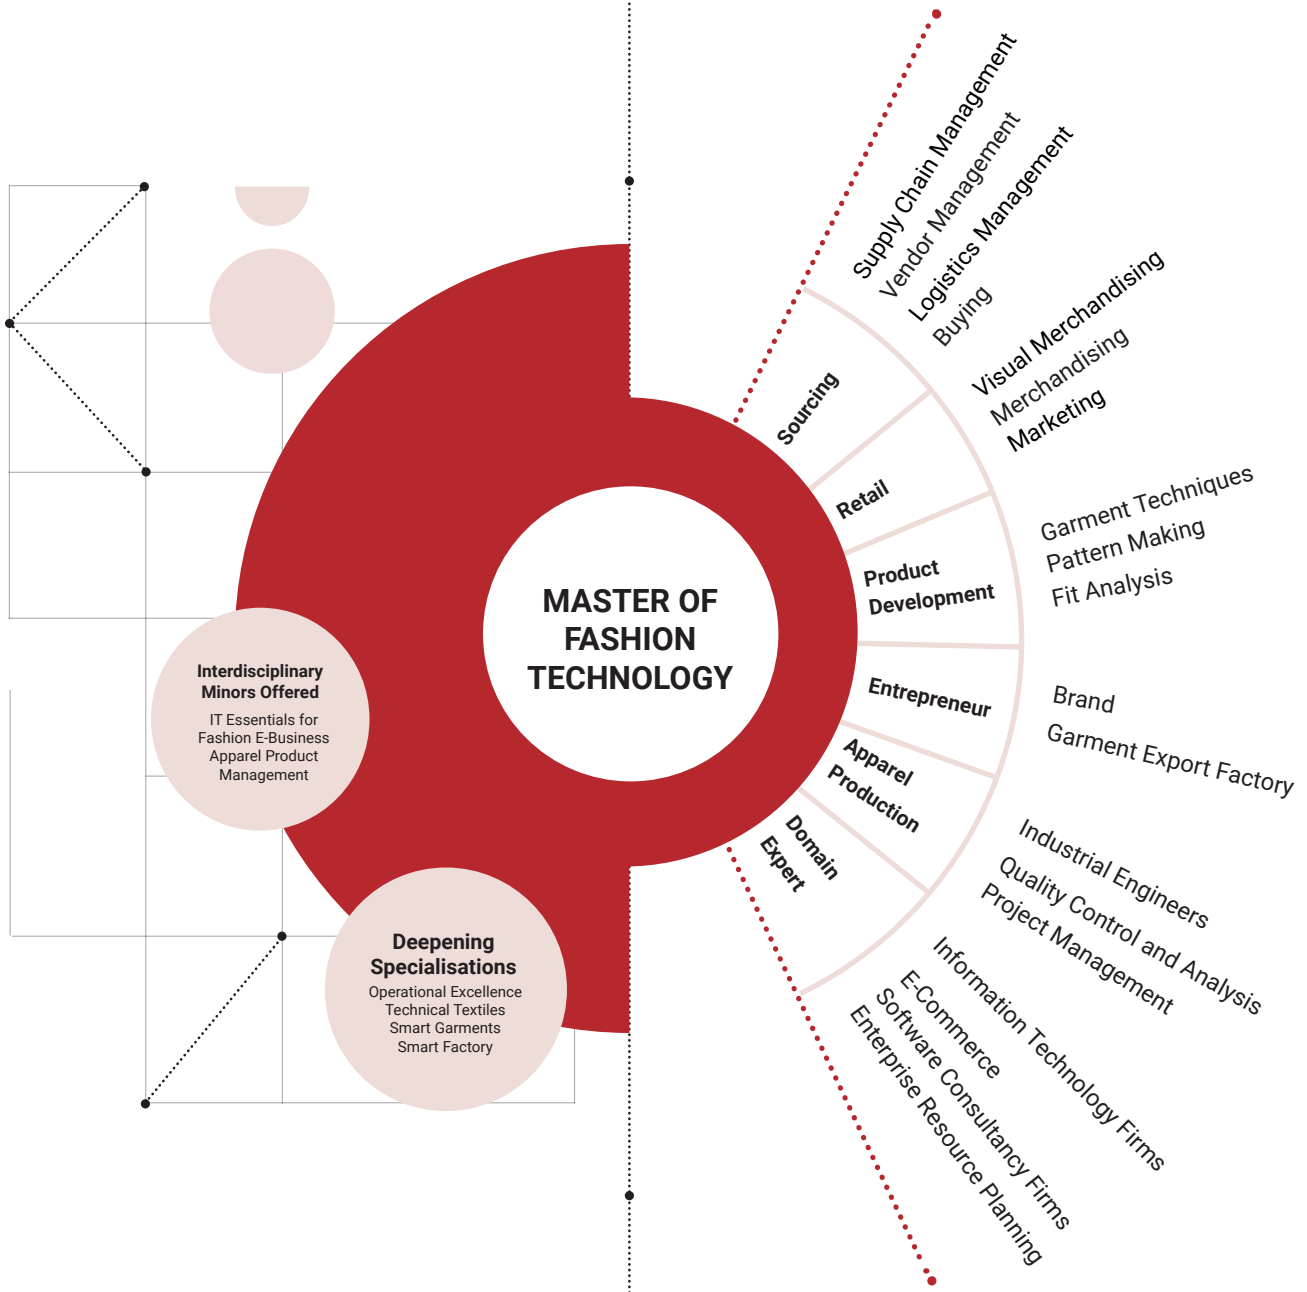 MASTER OF
FASHION
TECHNOLOGY
Interdisciplinary
Minors Offered
IT Essentials for
Fashion E-Business
Apparel Product
Management
Deepening
Specialisations
Operational Excellence
Technical Textiles
Smart Garments
Smart Factory
Sourcing
Supply Chain Management
Vendor Management
Logistics Management
Buying
Retail
Visual Merchandising
Merchandising
Marketing
Product
Development
Garment Techniques
Pattern Making
Fit Analysis
Entrepreneur
Brand
Garment Export Factory
Apparel
Production
Industrial Engineers
Quality Control and Analysis
Project Management
Domain
Expert
Information Technology Firms
E-Commerce
Software Consultancy Firms
Enterprise Resource Planning